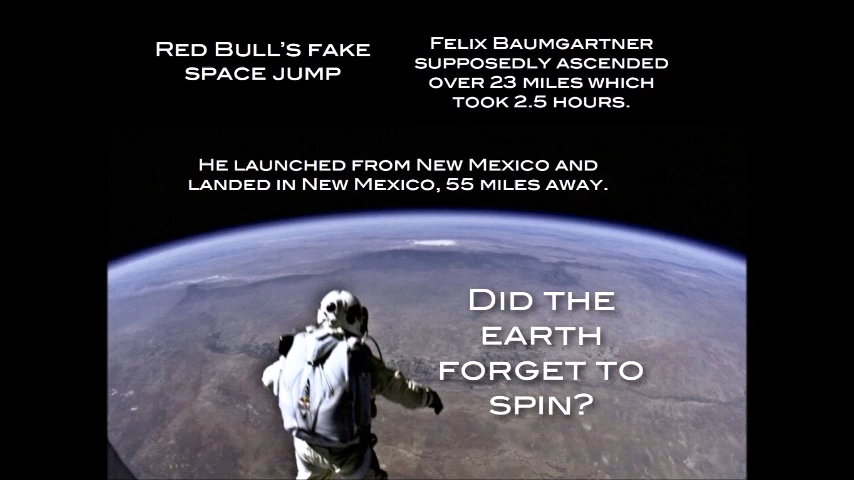 Red Bull's fake
space jump
Felix Baumgartner
supposedly ascended
over 23 miles which
took 2.5 hours.
He launched from New Mexico and
landed in New Mexico, 55 miles away.
Did the
earth
forget to
spin?